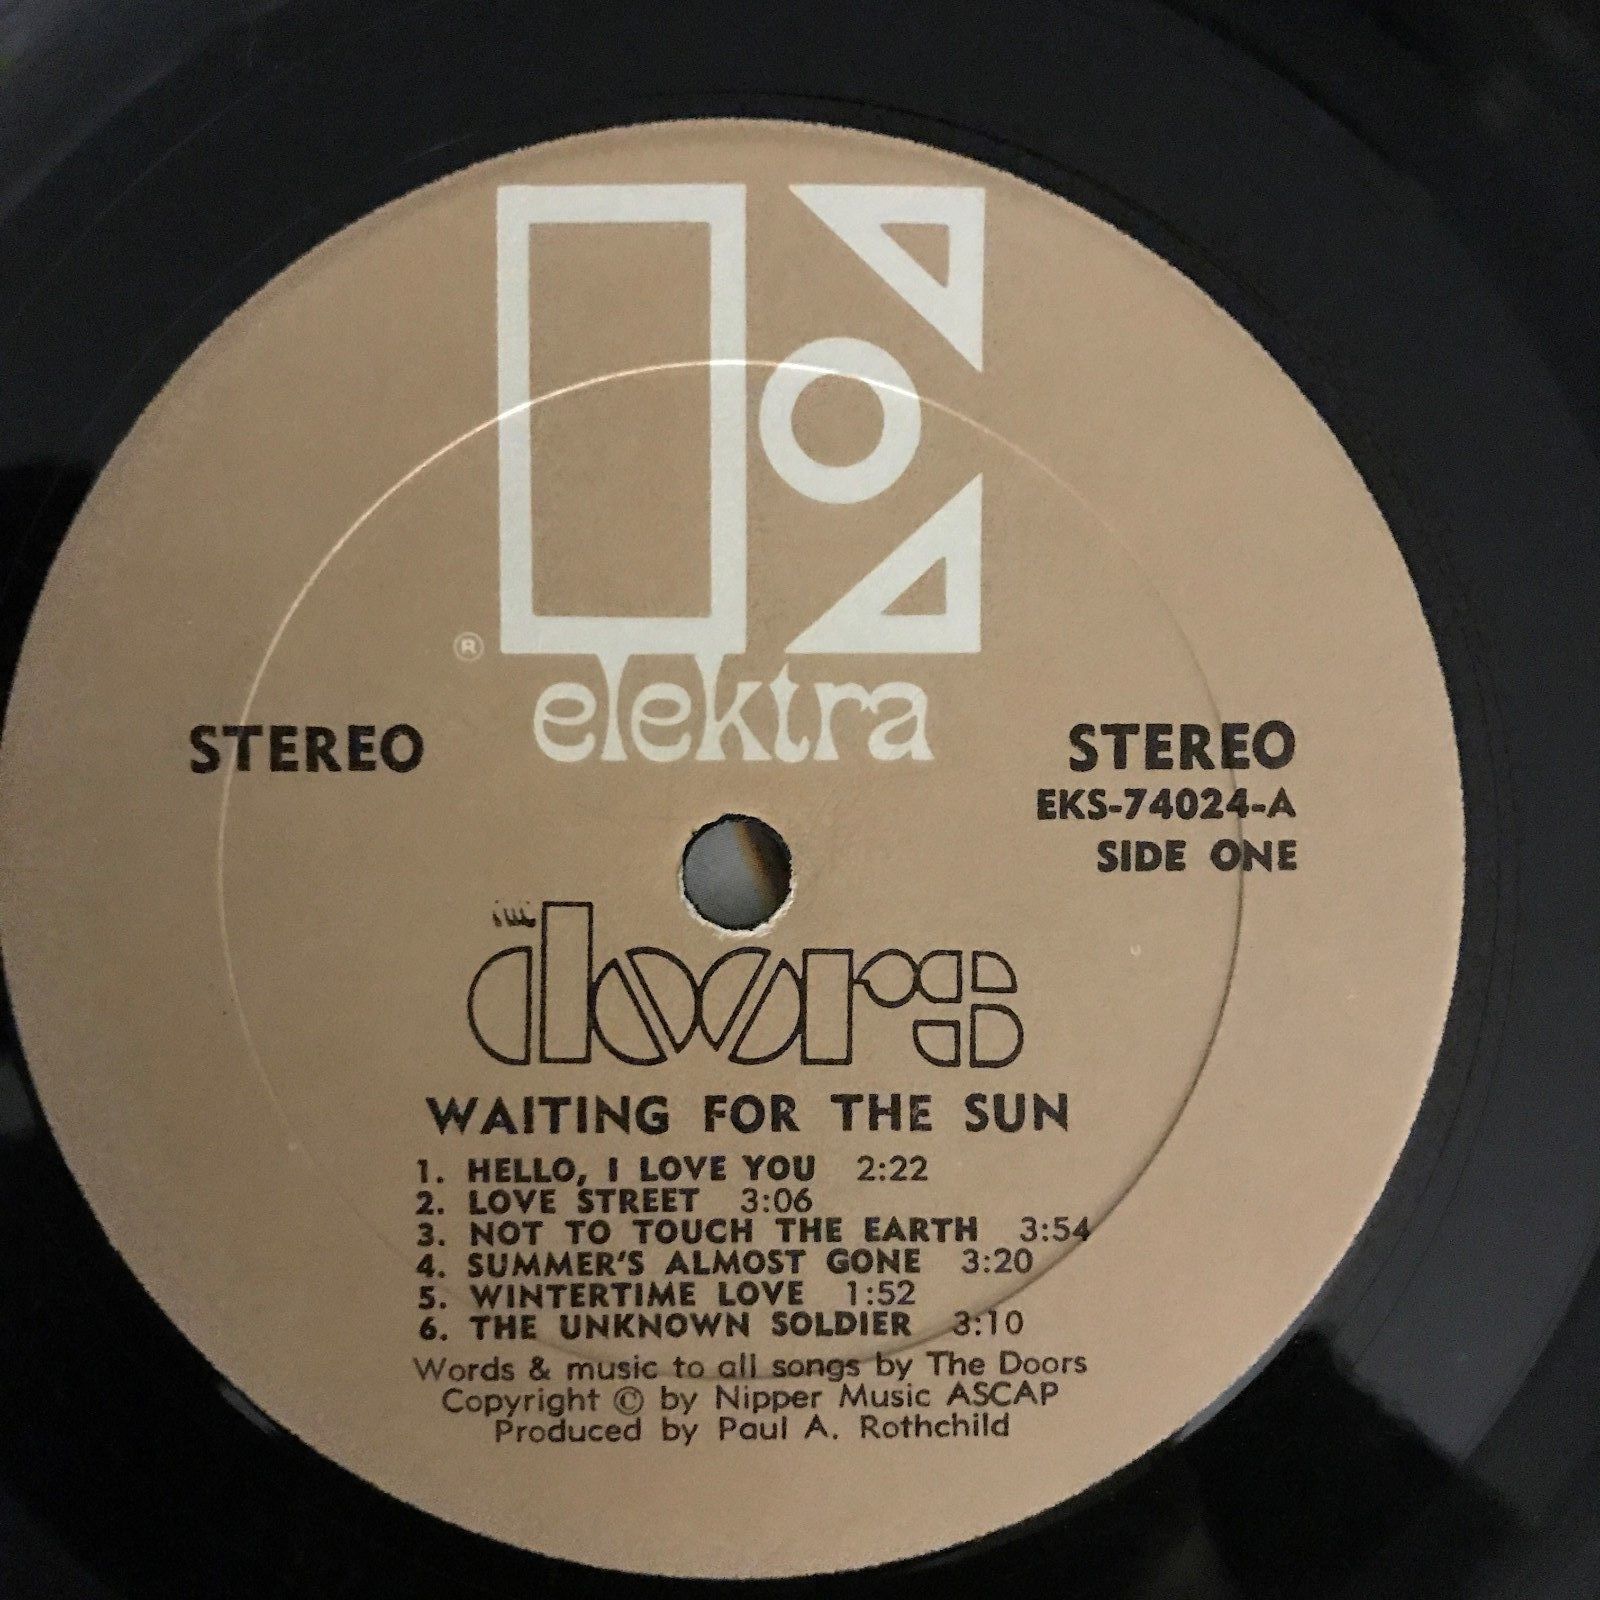 ®
elektra
STEREO
STEREO
EKS-74024-A
SIDE ONE
THE
doors
WAITING FOR THE SUN
1. HELLO, I LOVE YOU 2:22
2. LOVE STREET 3:06
3. NOT TO TOUCH THE EARTH 3:54
4. SUMMER'S ALMOST GONE 3:20
5. WINTERTIME LOVE 1:52
6. THE UNKNOWN SOLDIER 3:10
Words & music to all songs by The Doors
Copyright © by Nipper Music ASCAP
Produced by Paul A. Rothchild